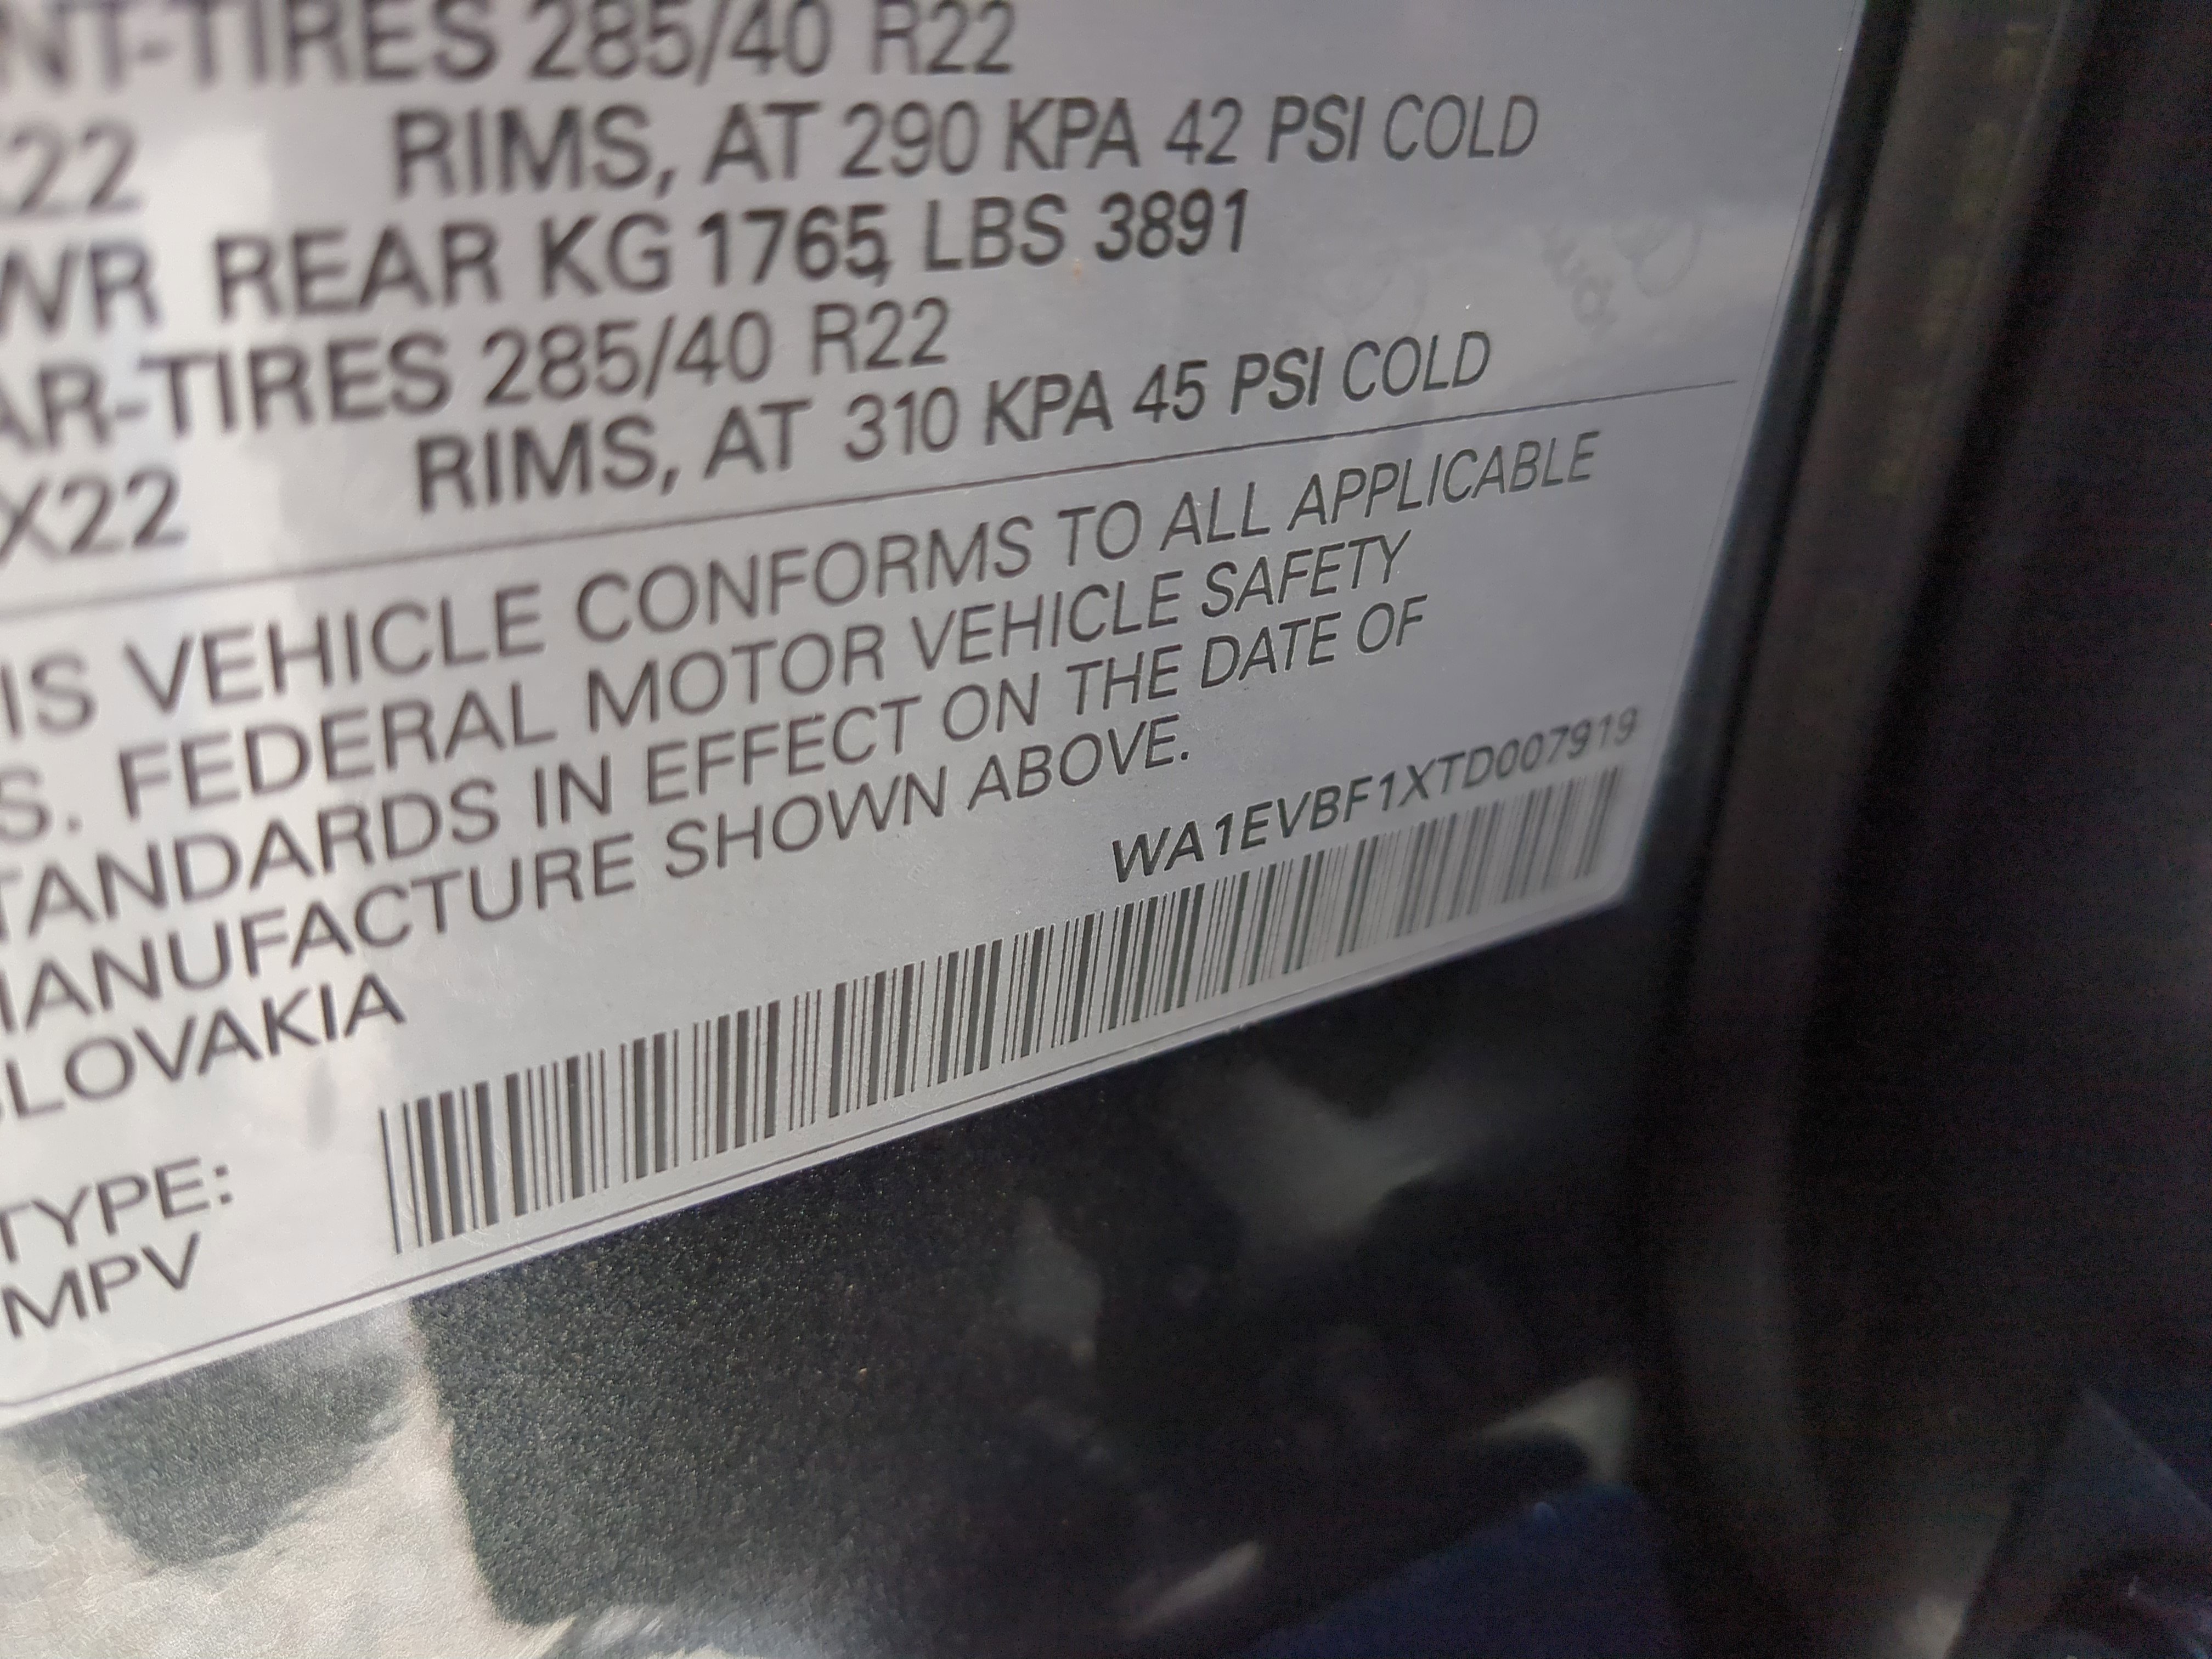 NT-TIRES 285/40 R22
22 RIMS, AT 290 KPA 42 PSI COLD
WR REAR KG 1765, LBS 3891
AR-TIRES 285/40 R22
X22 RIMS, AT 310 KPA 45 PSI COLD
IS VEHICLE CONFORMS TO ALL APPLICABLE
S. FEDERAL MOTOR VEHICLE SAFETY
TANDARDS IN EFFECT ON THE DATE OF
MANUFACTURE SHOWN ABOVE.
SLOVAKIA
WA1EVBF1XTD007919
TYPE:
MPV